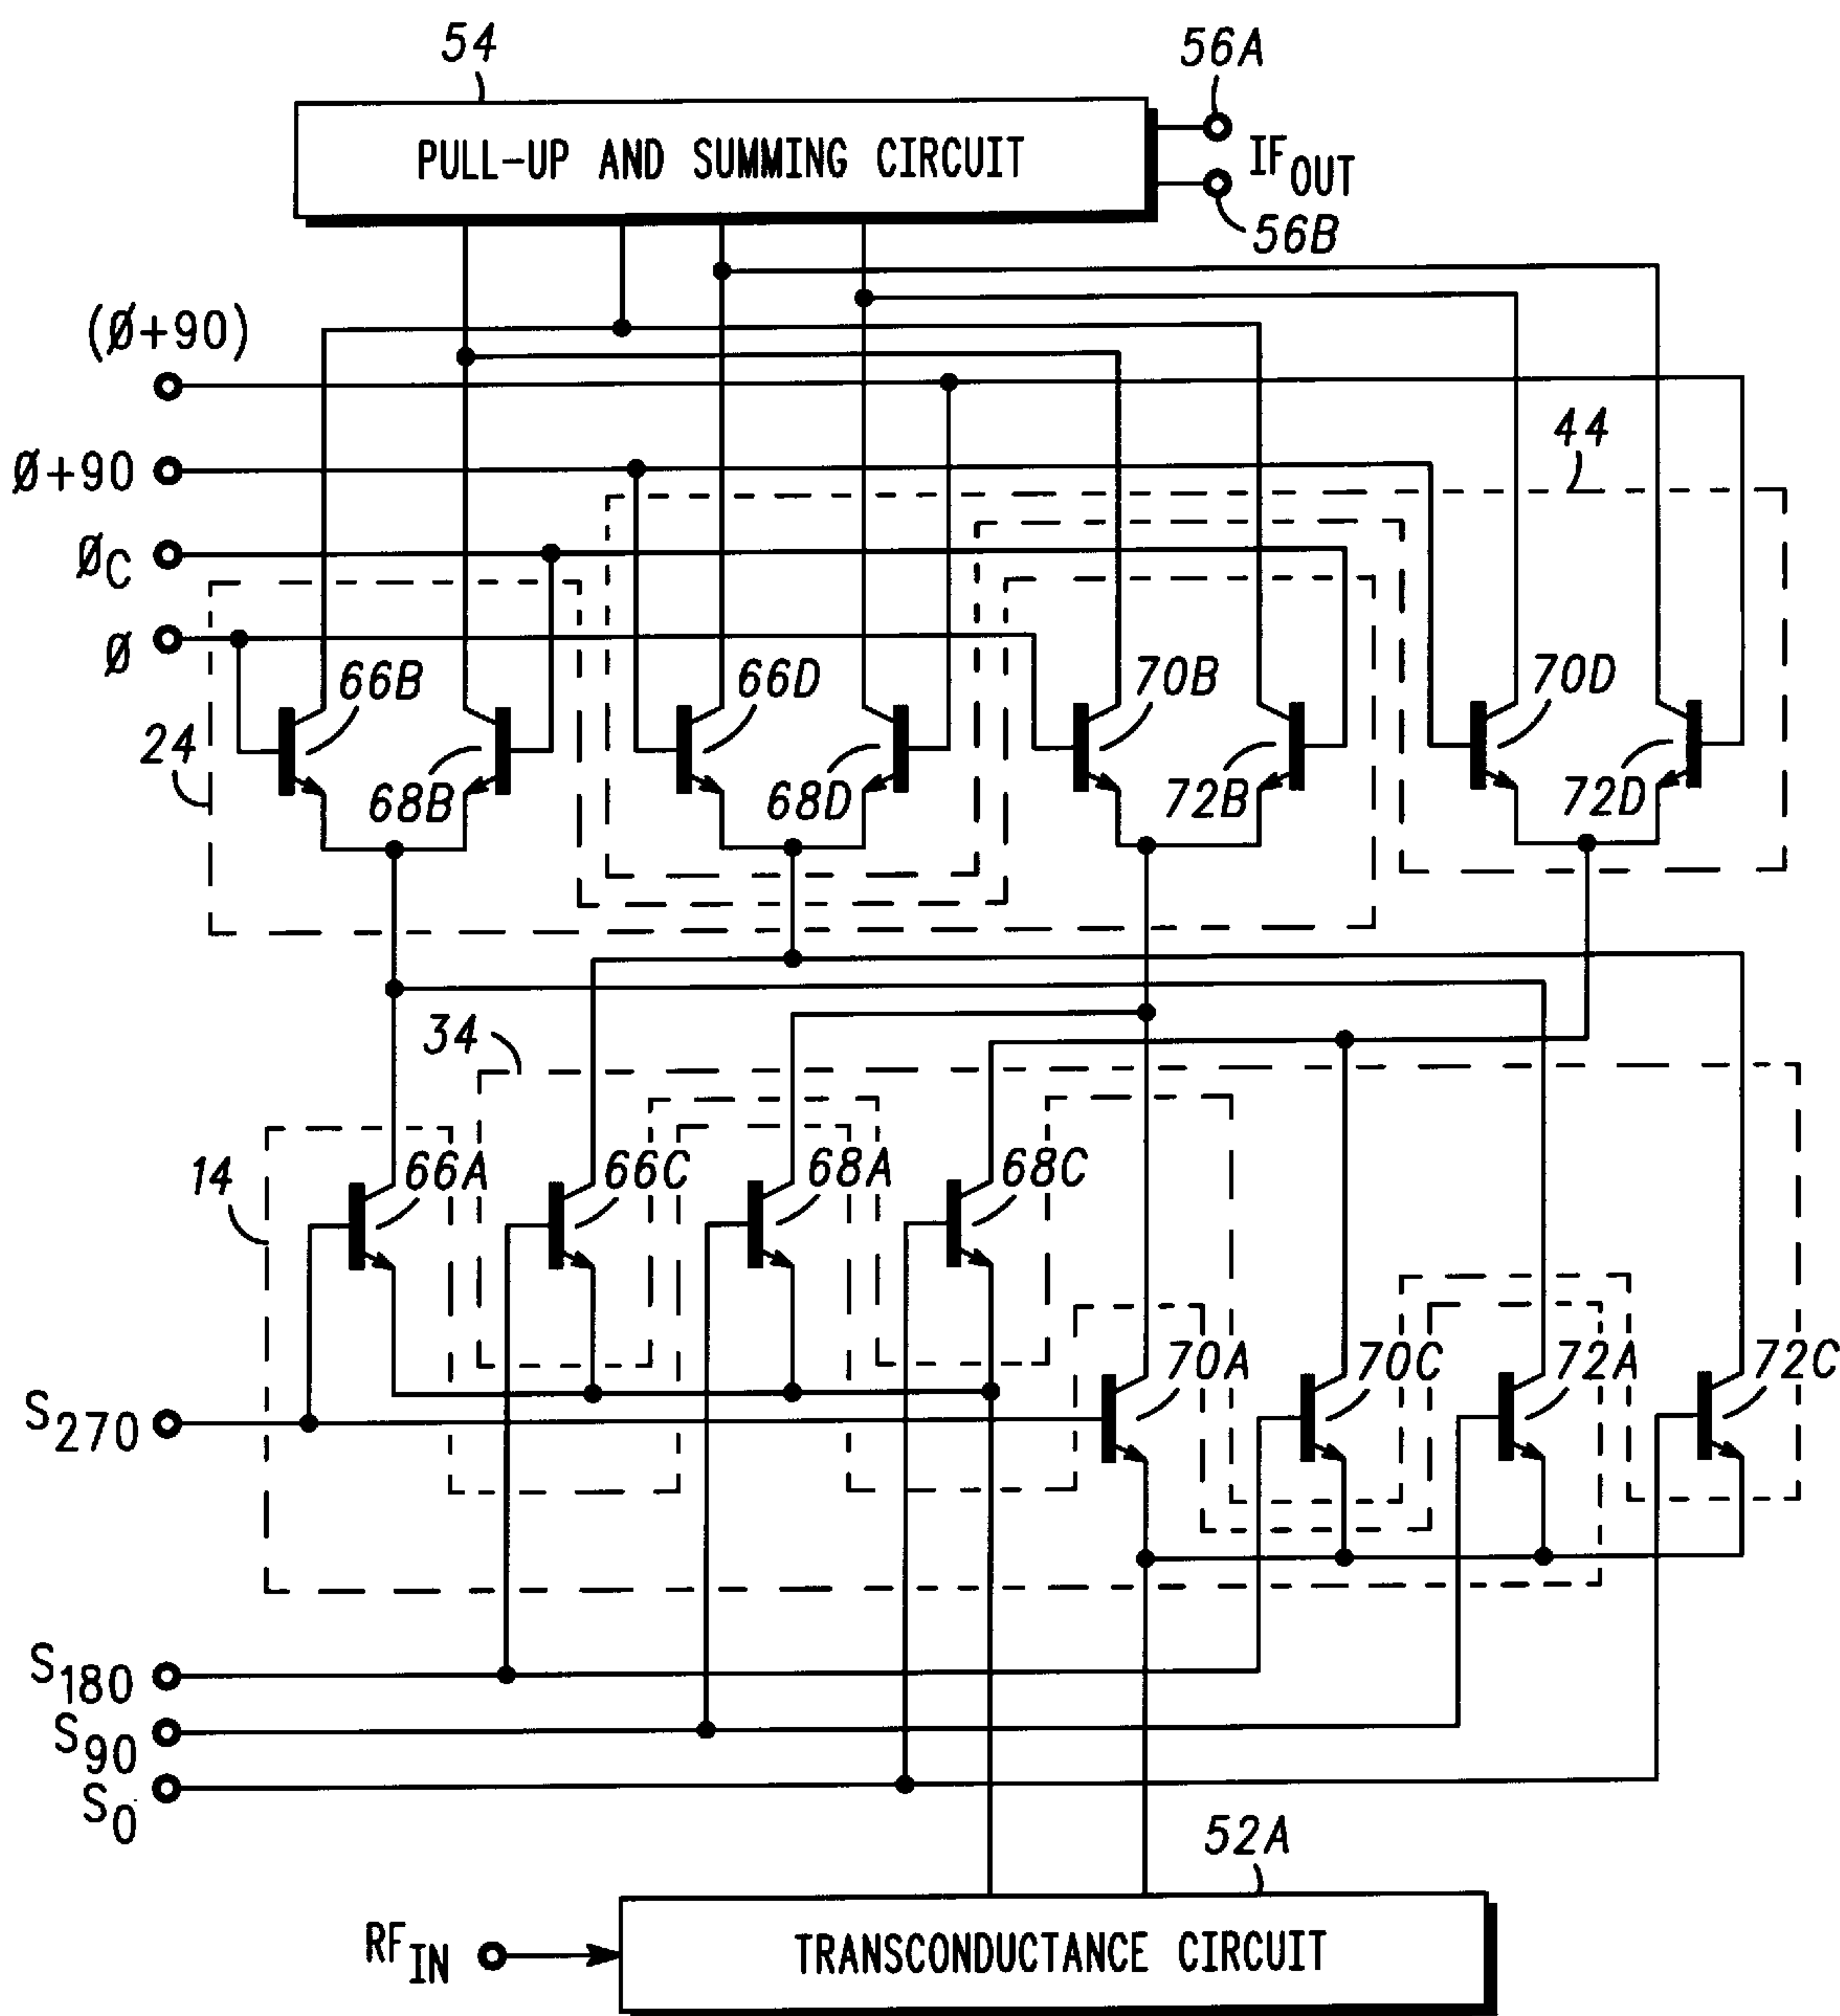 54
56A
PULL-UP AND SUMMING CIRCUIT
IFOUT
56B
(Ø+90)
44
Ø+90
ØC
Ø
66B
66D
70B
70D
24
68B
68D
72B
72D
34
14
66A
66C
68A
68C
70A
70C
72A
72C
S270
S180
S90
S0
52A
RFIN
TRANSCONDUCTANCE CIRCUIT